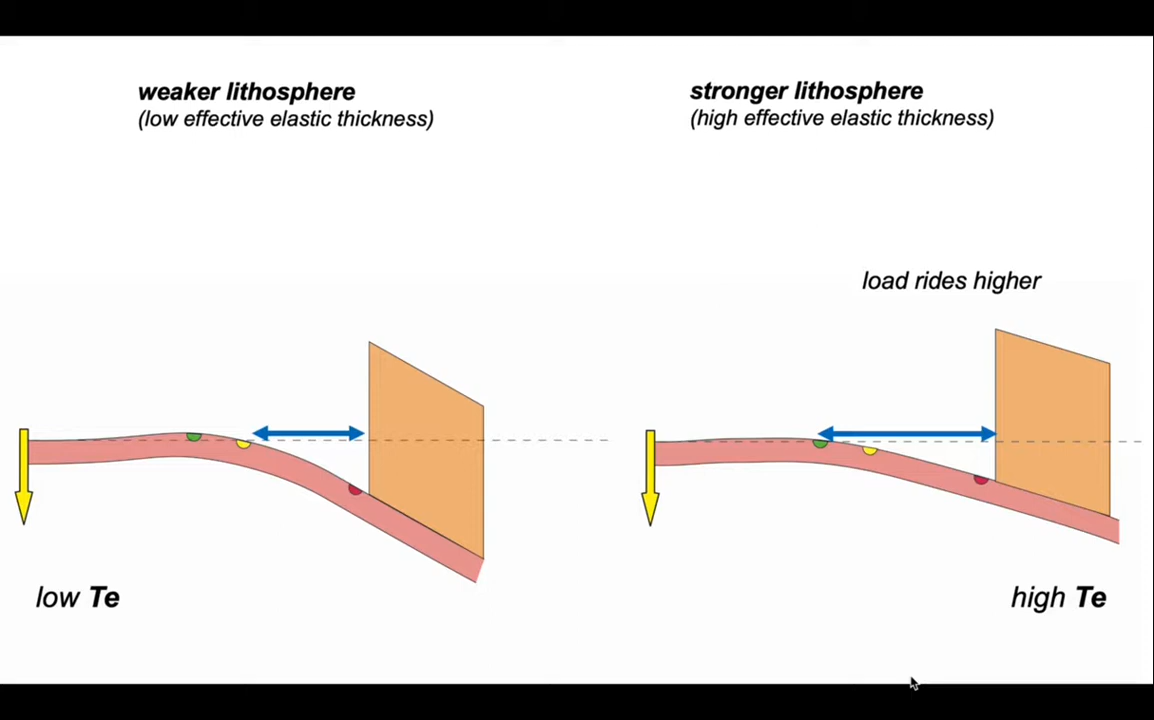 weaker lithosphere
(low effective elastic thickness)
stronger lithosphere
(high effective elastic thickness)
load rides higher
low Te
high Te